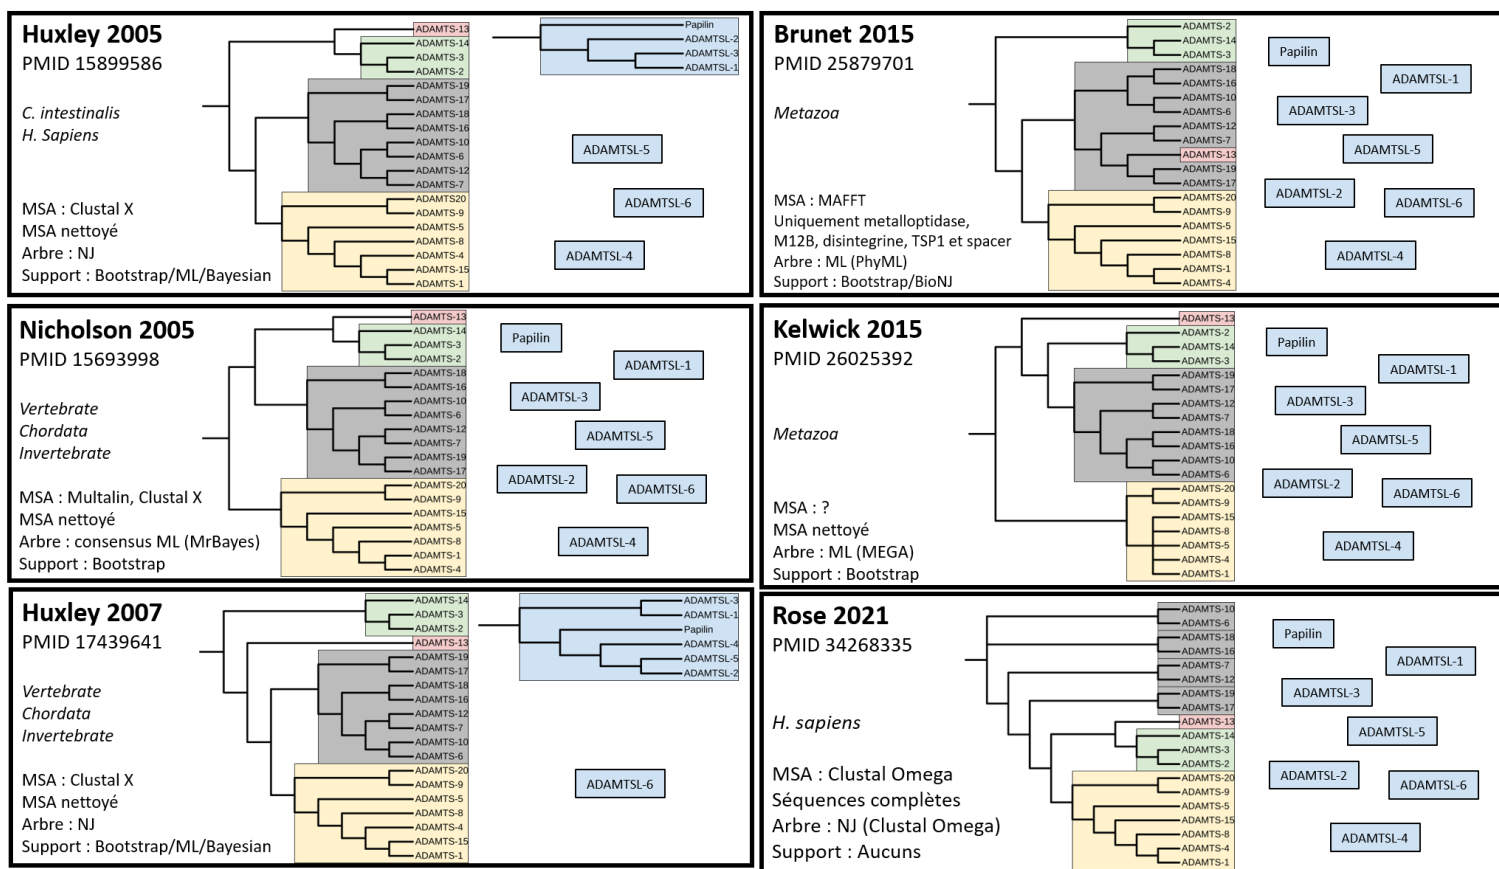 Huxley 2005
PMID 15899586
C. intestinalis
H. Sapiens
MSA : Clustal X
MSA nettoyé
Arbre : NJ
Support : Bootstrap/ML/Bayesian
ADAMTS-13
ADAMTS-14
ADAMTS-3
ADAMTS-2
ADAMTS-19
ADAMTS-17
ADAMTS-18
ADAMTS-16
ADAMTS-10
ADAMTS-6
ADAMTS-12
ADAMTS-7
ADAMTS20
ADAMTS-9
ADAMTS-5
ADAMTS-8
ADAMTS-4
ADAMTS-15
ADAMTS-1
Papilin
ADAMTSL-2
ADAMTSL-3
ADAMTSL-1
ADAMTSL-5
ADAMTSL-6
ADAMTSL-4
Brunet 2015
PMID 25879701
Metazoa
MSA : MAFFT
Uniquement metalloptidase,
M12B, disintegrine, TSP1 et spacer
Arbre : ML (PhyML)
Support : Bootstrap/BioNJ
ADAMTS-2
ADAMTS-14
ADAMTS-3
ADAMTS-18
ADAMTS-16
ADAMTS-10
ADAMTS-6
ADAMTS-12
ADAMTS-7
ADAMTS-13
ADAMTS-19
ADAMTS-17
ADAMTS-20
ADAMTS-9
ADAMTS-5
ADAMTS-15
ADAMTS-8
ADAMTS-1
ADAMTS-4
Papilin
ADAMTSL-1
ADAMTSL-3
ADAMTSL-5
ADAMTSL-2
ADAMTSL-6
ADAMTSL-4
Nicholson 2005
PMID 15693998
Vertebrate
Chordata
Invertebrate
MSA : Multalin, Clustal X
MSA nettoyé
Arbre : consensus ML (MrBayes)
Support : Bootstrap
ADAMTS-13
ADAMTS-14
ADAMTS-3
ADAMTS-2
ADAMTS-18
ADAMTS-16
ADAMTS-10
ADAMTS-6
ADAMTS-12
ADAMTS-7
ADAMTS-19
ADAMTS-17
ADAMTS-20
ADAMTS-9
ADAMTS-15
ADAMTS-5
ADAMTS-8
ADAMTS-1
ADAMTS-4
Papilin
ADAMTSL-1
ADAMTSL-3
ADAMTSL-5
ADAMTSL-2
ADAMTSL-6
ADAMTSL-4
Kelwick 2015
PMID 26025392
Metazoa
MSA : ?
MSA nettoyé
Arbre : ML (MEGA)
Support : Bootstrap
ADAMTS-13
ADAMTS-2
ADAMTS-14
ADAMTS-3
ADAMTS-19
ADAMTS-17
ADAMTS-12
ADAMTS-7
ADAMTS-18
ADAMTS-16
ADAMTS-10
ADAMTS-6
ADAMTS-20
ADAMTS-9
ADAMTS-15
ADAMTS-8
ADAMTS-5
ADAMTS-4
ADAMTS-1
Papilin
ADAMTSL-1
ADAMTSL-3
ADAMTSL-5
ADAMTSL-2
ADAMTSL-6
ADAMTSL-4
Huxley 2007
PMID 17439641
Vertebrate
Chordata
Invertebrate
MSA : Clustal X
MSA nettoyé
Arbre : NJ
Support : Bootstrap/ML/Bayesian
ADAMTS-14
ADAMTS-3
ADAMTS-2
ADAMTS-13
ADAMTS-19
ADAMTS-17
ADAMTS-18
ADAMTS-16
ADAMTS-12
ADAMTS-7
ADAMTS-10
ADAMTS-6
ADAMTS-20
ADAMTS-9
ADAMTS-5
ADAMTS-8
ADAMTS-4
ADAMTS-15
ADAMTS-1
ADAMTSL-3
ADAMTSL-1
Papilin
ADAMTSL-4
ADAMTSL-5
ADAMTSL-2
ADAMTSL-6
Rose 2021
PMID 34268335
H. sapiens
MSA : Clustal Omega
Séquences complètes
Arbre : NJ (Clustal Omega)
Support : Aucuns
ADAMTS-10
ADAMTS-6
ADAMTS-18
ADAMTS-16
ADAMTS-7
ADAMTS-12
ADAMTS-19
ADAMTS-17
ADAMTS-13
ADAMTS-14
ADAMTS-3
ADAMTS-2
ADAMTS-20
ADAMTS-9
ADAMTS-5
ADAMTS-15
ADAMTS-8
ADAMTS-4
ADAMTS-1
Papilin
ADAMTSL-1
ADAMTSL-3
ADAMTSL-5
ADAMTSL-2
ADAMTSL-6
ADAMTSL-4